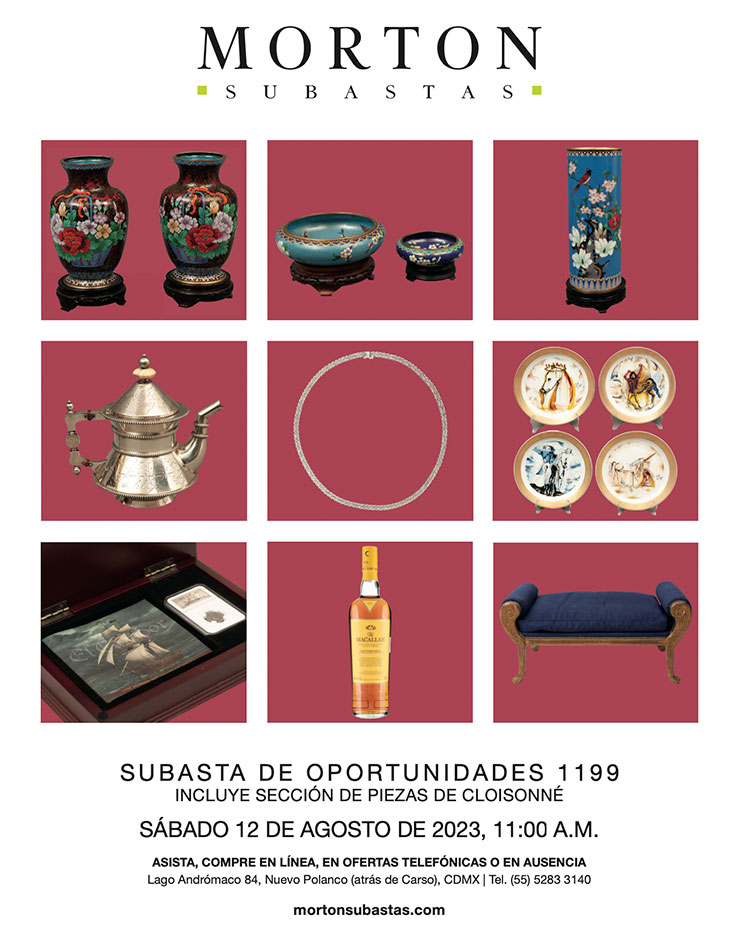 MORTON
SUBASTAS
The
MACALLAN
SUBASTA DE OPORTUNIDADES 1199
INCLUYE SECCIÓN DE PIEZAS DE CLOISONNÉ
SÁBADO 12 DE AGOSTO DE 2023, 11:00 A.M.
ASISTA, COMPRE EN LÍNEA, EN OFERTAS TELEFÓNICAS O EN AUSENCIA
Lago Andrómaco 84, Nuevo Polanco (atrás de Carso), CDMX | Tel. (55) 5283 3140
mortonsubastas.com